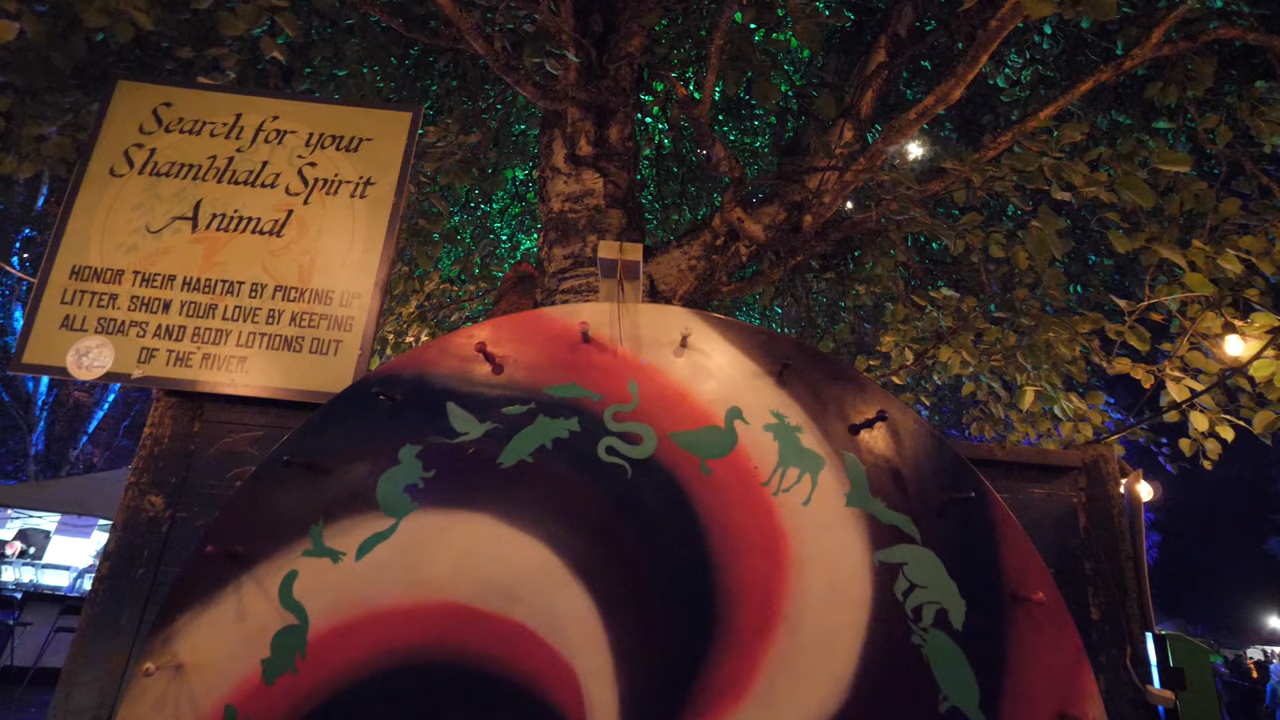 Search for your
Shambhala Spirit
Animal
HONOR THEIR HABITAT BY PICKING UP
LITTER. SHOW YOUR LOVE BY KEEPING
ALL SOAPS AND BODY LOTIONS OUT
OF THE RIVER.